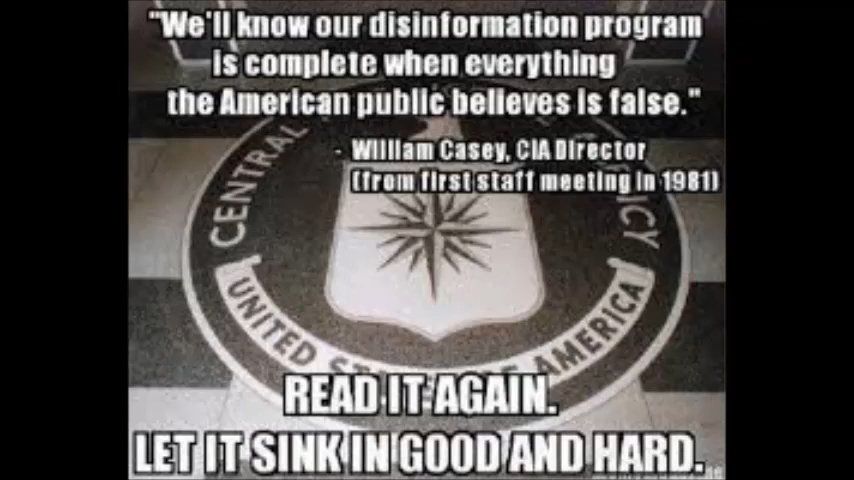 "We'll know our disinformation program
is complete when everything
the American public believes is false."
- William Casey, CIA Director
(from first staff meeting in 1981)
CENTRAL
UNITED STATES OF AMERICA
READ IT AGAIN.
LET IT SINK IN GOOD AND HARD.